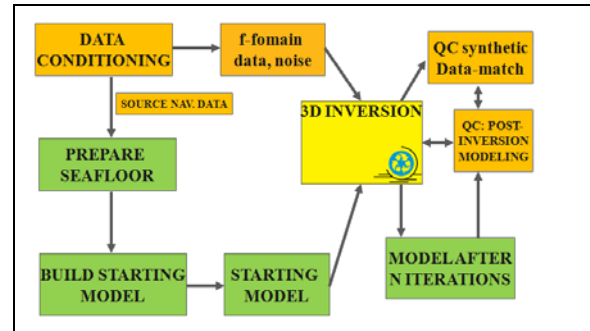 DATA
CONDITIONING
f-fomain
data, noise
QC synthetic
Data-match
SOURCE NAV. DATA
3D INVERSION
QC: POST-
INVERSION
MODELING
PREPARE
SEAFLOOR
BUILD STARTING
MODEL
STARTING
MODEL
MODEL AFTER
N ITERATIONS